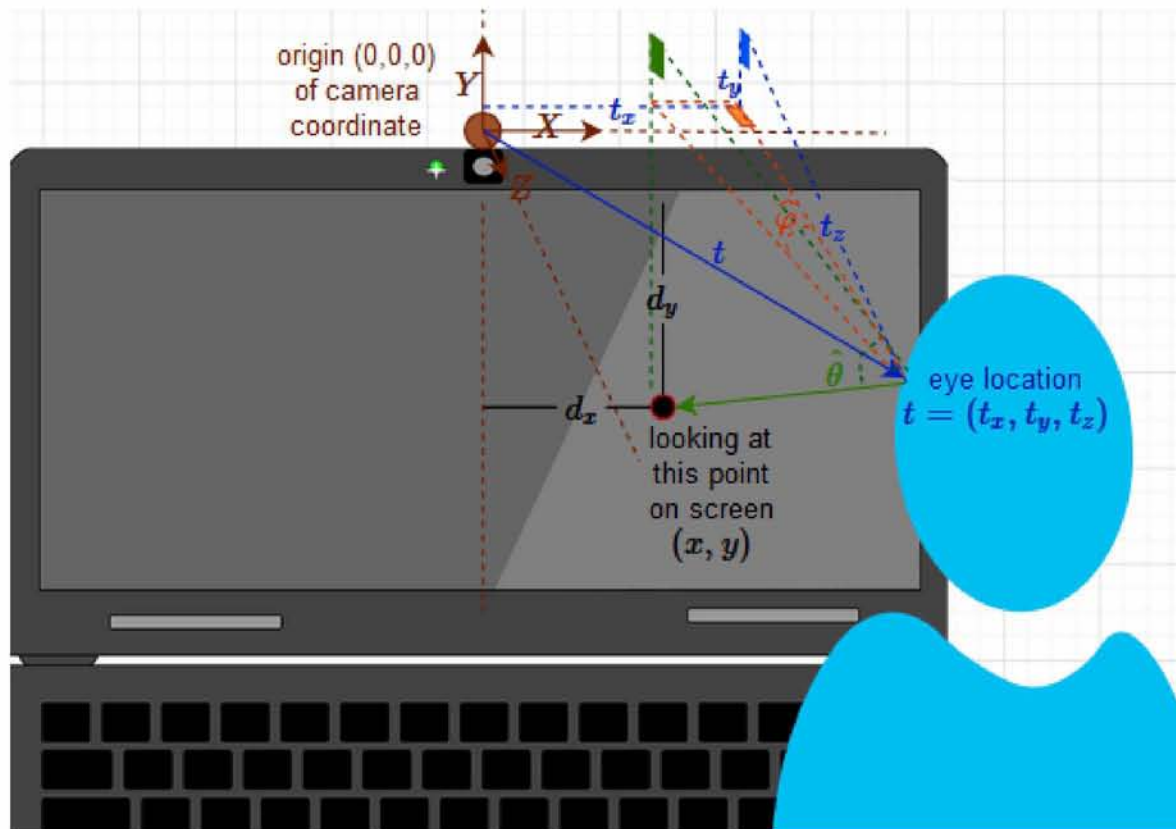 origin (0,0,0)
of camera
coordinate
Y
X
Z
t_x
t_y
t_z
t
φ
d_y
d_x
θ̂
eye location
t = (t_x, t_y, t_z)
looking at
this point
on screen
(x, y)